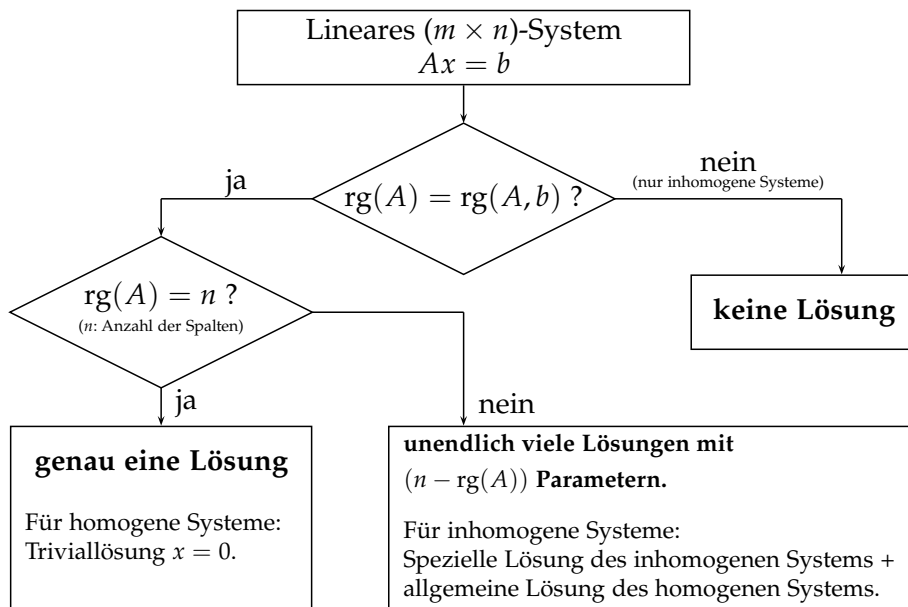 Lineares (m × n)-System
Ax = b
rg(A) = rg(A, b) ?
ja
nein
(nur inhomogene Systeme)
rg(A) = n ?
(n: Anzahl der Spalten)
keine Lösung
ja
nein
genau eine Lösung
Für homogene Systeme:
Triviallösung x = 0.
unendlich viele Lösungen mit
(n − rg(A)) Parametern.
Für inhomogene Systeme:
Spezielle Lösung des inhomogenen Systems +
allgemeine Lösung des homogenen Systems.